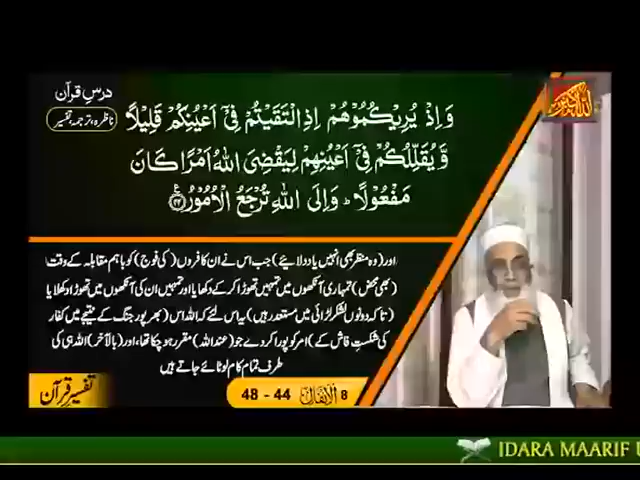 درسِ قرآن
ناظرہ، ترجمہ، تفسیر
وَ اِذْ یُرِیْكُمُوْهُمْ اِذِ الْتَقَیْتُمْ فِیْۤ اَعْیُنِكُمْ قَلِیْلًا
وَّ یُقَلِّلُكُمْ فِیْۤ اَعْیُنِهِمْ لِیَقْضِیَ اللّٰهُ اَمْرًا كَانَ
مَفْعُوْلًا ؕ وَ اِلَی اللّٰهِ تُرْجَعُ الْاُمُوْرُ۠ ﴿۴۴﴾
اور (وہ منظر بھی انہیں یاد دلائیے) جب اس نے ان کافروں (کی فوج) کو باہم مقابلہ کے وقت
(بھی محض) تمہاری آنکھوں میں تمہیں تھوڑا کر کے دکھایا اور تمہیں ان کی آنکھوں میں تھوڑا دکھلایا
(تاکہ دونوں لشکر لڑائی میں مستعد رہیں) یہ اس لئے کہ اللہ اس (بھرپور جنگ کے نتیجے میں کفار
کی شکستِ فاش کے) امر کو پورا کر دے جو (عند اللہ) مقرر ہو چکا تھا، اور (بالآخر) اللہ ہی کی
طرف تمام کام لوٹائے جاتے ہیں
تفسیرِ قرآن
8 اَلْاَنْفَال 44 - 48
IDARA MAARIF